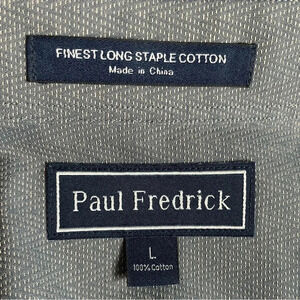 FINEST LONG STAPLE COTTON
Made in China
Paul Fredrick
L
100% Cotton